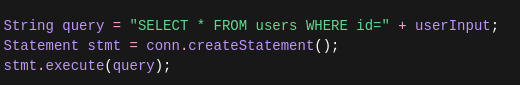 String query = "SELECT * FROM users WHERE id=" + userInput;
Statement stmt = conn.createStatement();
stmt.execute(query);